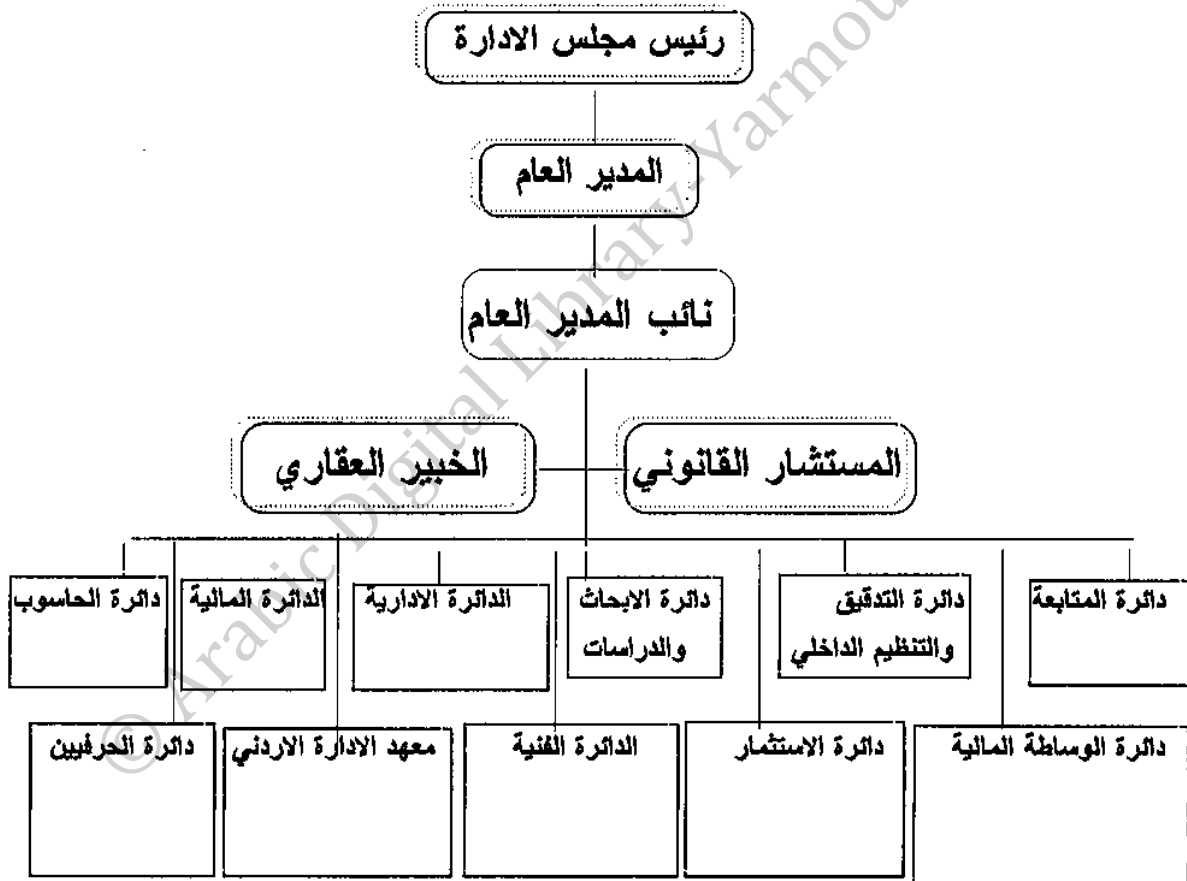 رئيس مجلس الادارة
المدير العام
نائب المدير العام
المستشار القانوني
الخبير العقاري
دائرة المتابعة
دائرة التدقيق
والتنظيم الداخلي
دائرة الابحاث
والدراسات
الدائرة الادارية
الدائرة المالية
دائرة الحاسوب
دائرة الوساطة المالية
دائرة الاستثمار
الدائرة الفنية
معهد الادارة الاردني
دائرة الحرفيين
© Arabic Digital Library-Yarmou